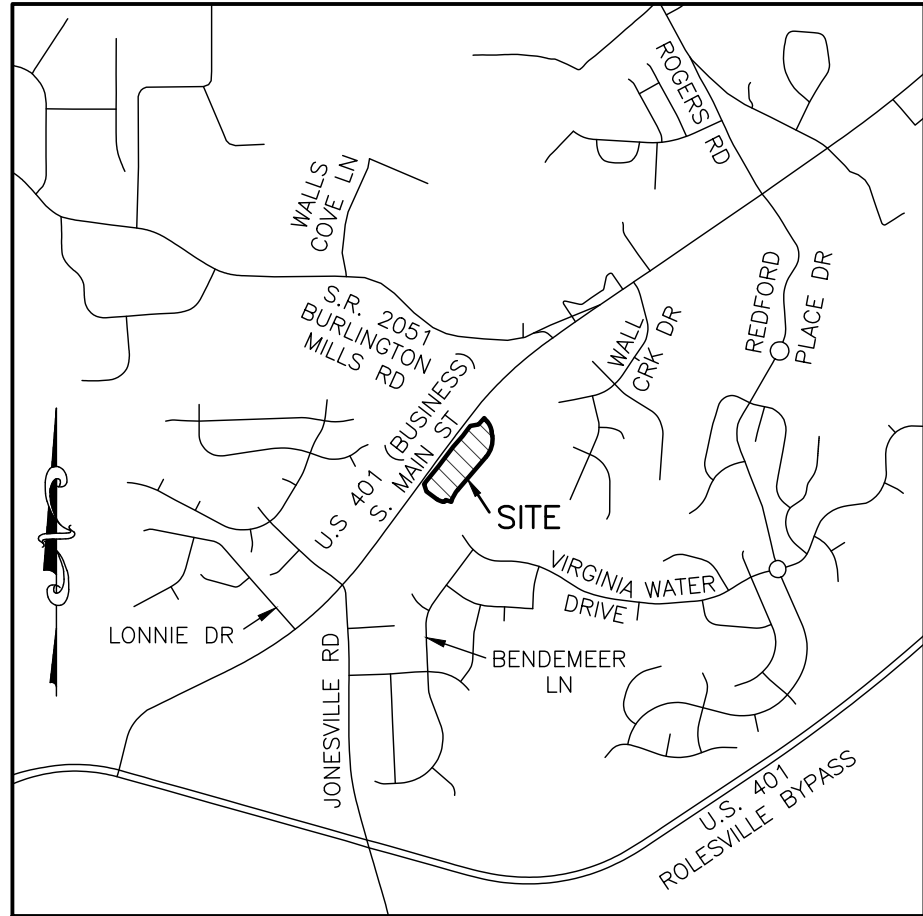 ROGERS RD
WALLS
COVE LN
S.R. 2051
BURLINGTON
MILLS RD
REDFORD
PLACE DR
WALL
CRK DR
U.S 401 (BUSINESS)
S. MAIN ST
SITE
VIRGINIA WATER
DRIVE
LONNIE DR
BENDEMEER
LN
JONESVILLE RD
U.S. 401
ROLESVILLE BYPASS